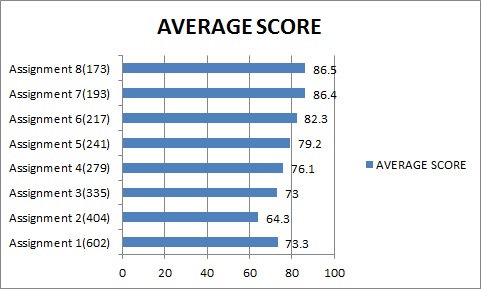 AVERAGE SCORE
Assignment 8(173) 86.5
Assignment 7(193) 86.4
Assignment 6(217) 82.3
Assignment 5(241) 79.2
Assignment 4(279) 76.1
Assignment 3(335) 73
Assignment 2(404) 64.3
Assignment 1(602) 73.3
0 20 40 60 80 100
AVERAGE SCORE